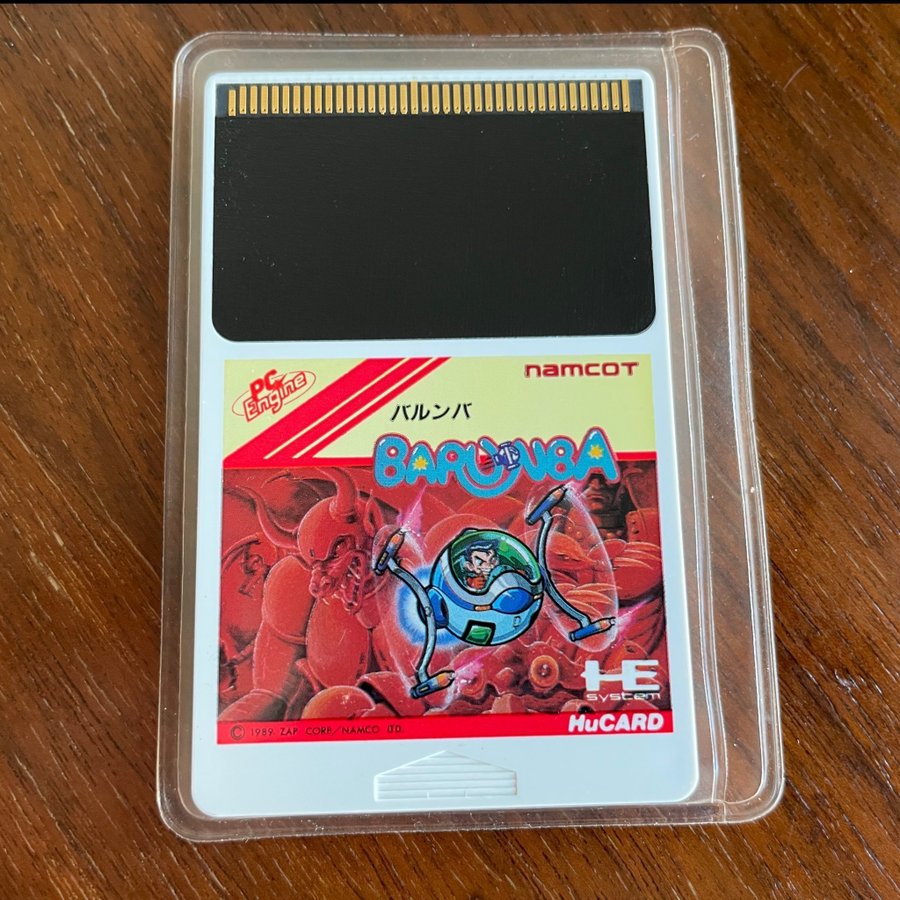 PC Engine
namcoT
バルンバ
BARUNBA
HE system
HuCARD
© 1989 ZAP CORP./NAMCO LTD.